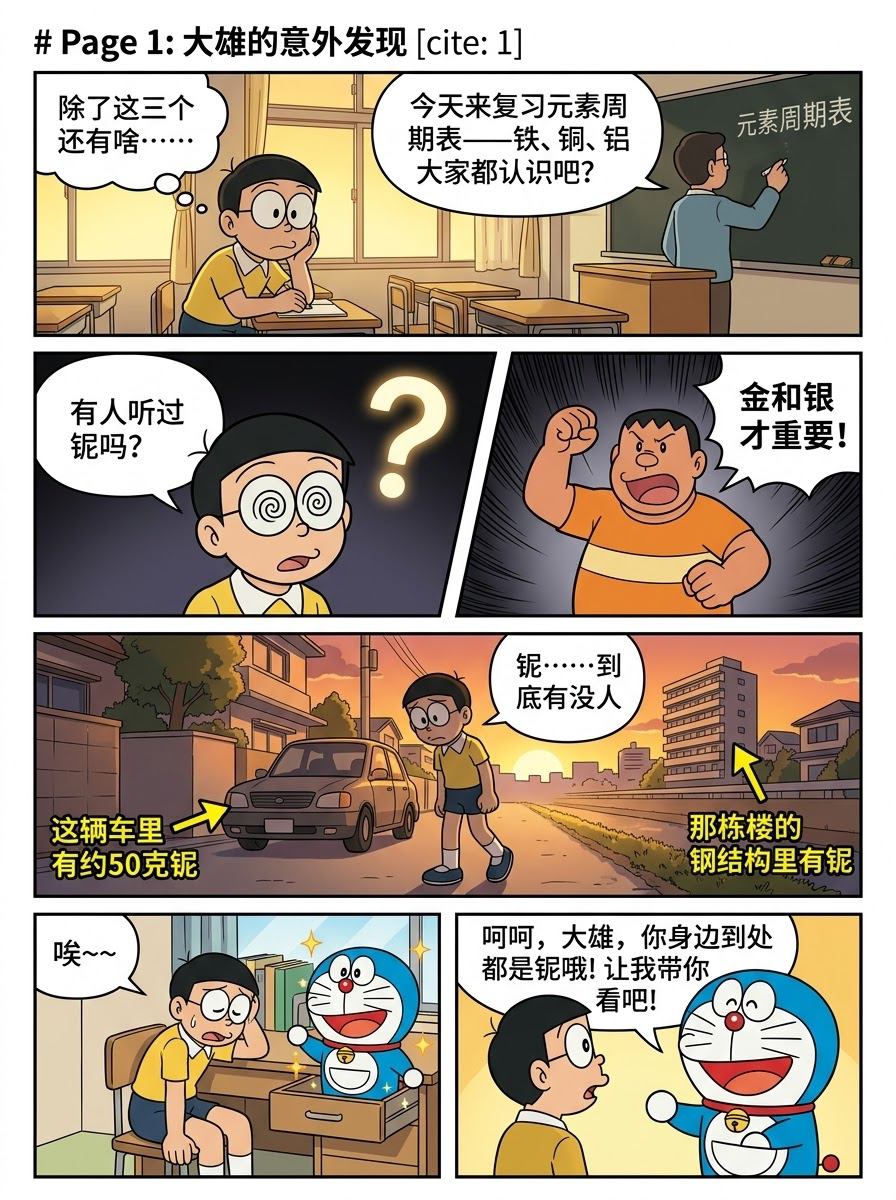 # Page 1: 大雄的意外发现 [cite: 1]
除了这三个
还有啥……
今天来复习元素周
期表——铁、铜、铝
大家都认识吧？
元素周期表
有人听过
铌吗？
?
金和银
才重要！
铌……到
底有没人
这辆车里
有约50克铌
那栋楼的
钢结构里有铌
唉~~
呵呵，大雄，你身边到处
都是铌哦! 让我带你
看吧!